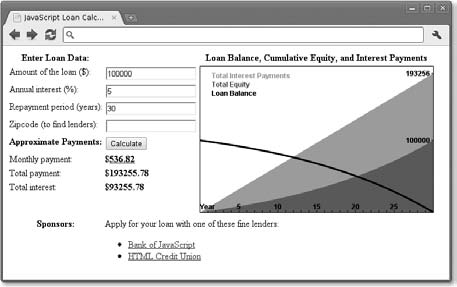 JavaScript Loan Calc...
Enter Loan Data:
Amount of the loan ($): 100000
Annual interest (%): 5
Repayment period (years): 30
Zipcode (to find lenders):
Approximate Payments: Calculate
Monthly payment: $536.82
Total payment: $193255.78
Total interest: $93255.78
Loan Balance, Cumulative Equity, and Interest Payments
Total Interest Payments
Total Equity
Loan Balance
193256
100000
Year 5 10 15 20 25
Sponsors: Apply for your loan with one of these fine lenders:
Bank of JavaScript
HTML Credit Union